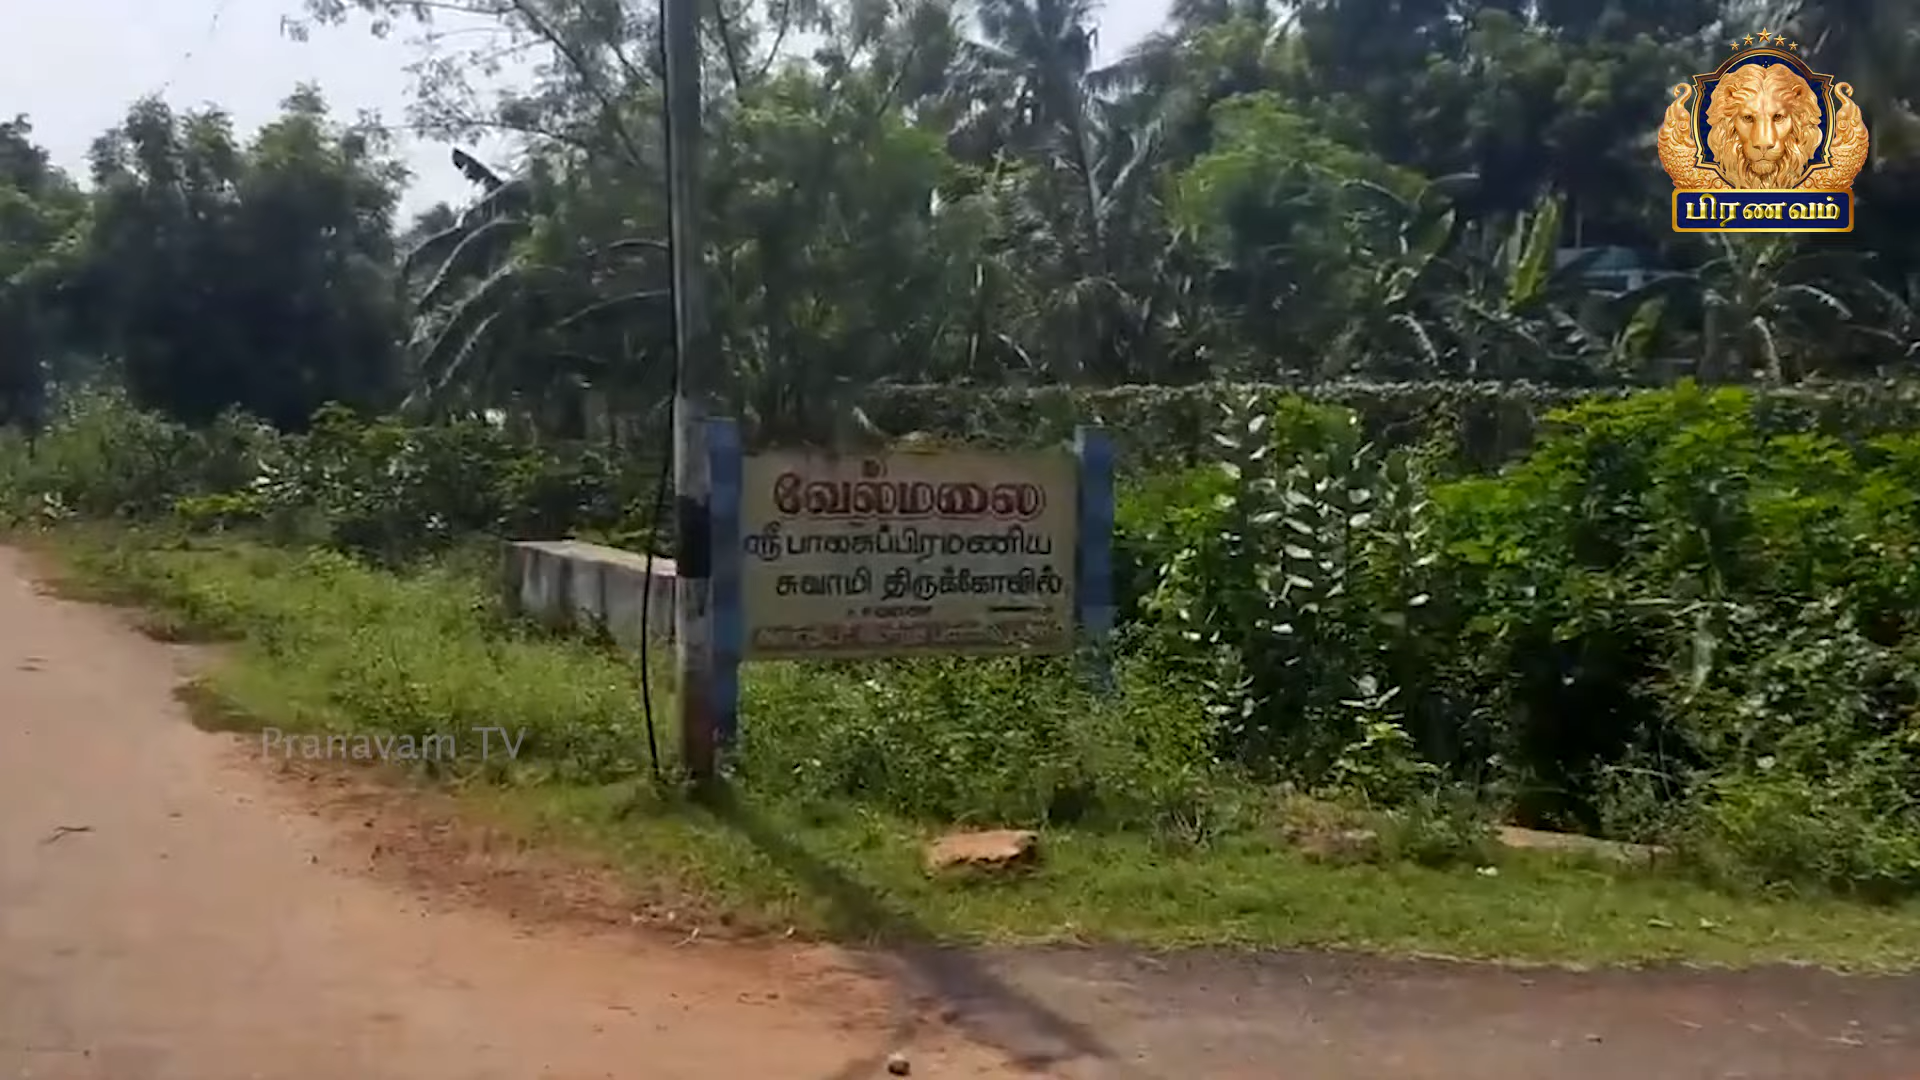 பிரணவம்
வேல்மலை
ஸ்ரீ பாலசுப்பிரமணிய
சுவாமி திருக்கோவில்
Pranavam TV